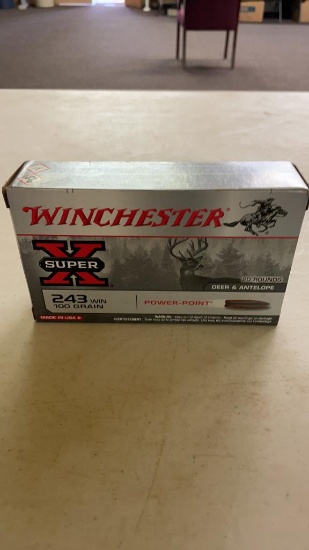 WINCHESTER
SUPER
X
20 ROUNDS
DEER & ANTELOPE
243 WIN
100 GRAIN
POWER-POINT
MADE IN USA